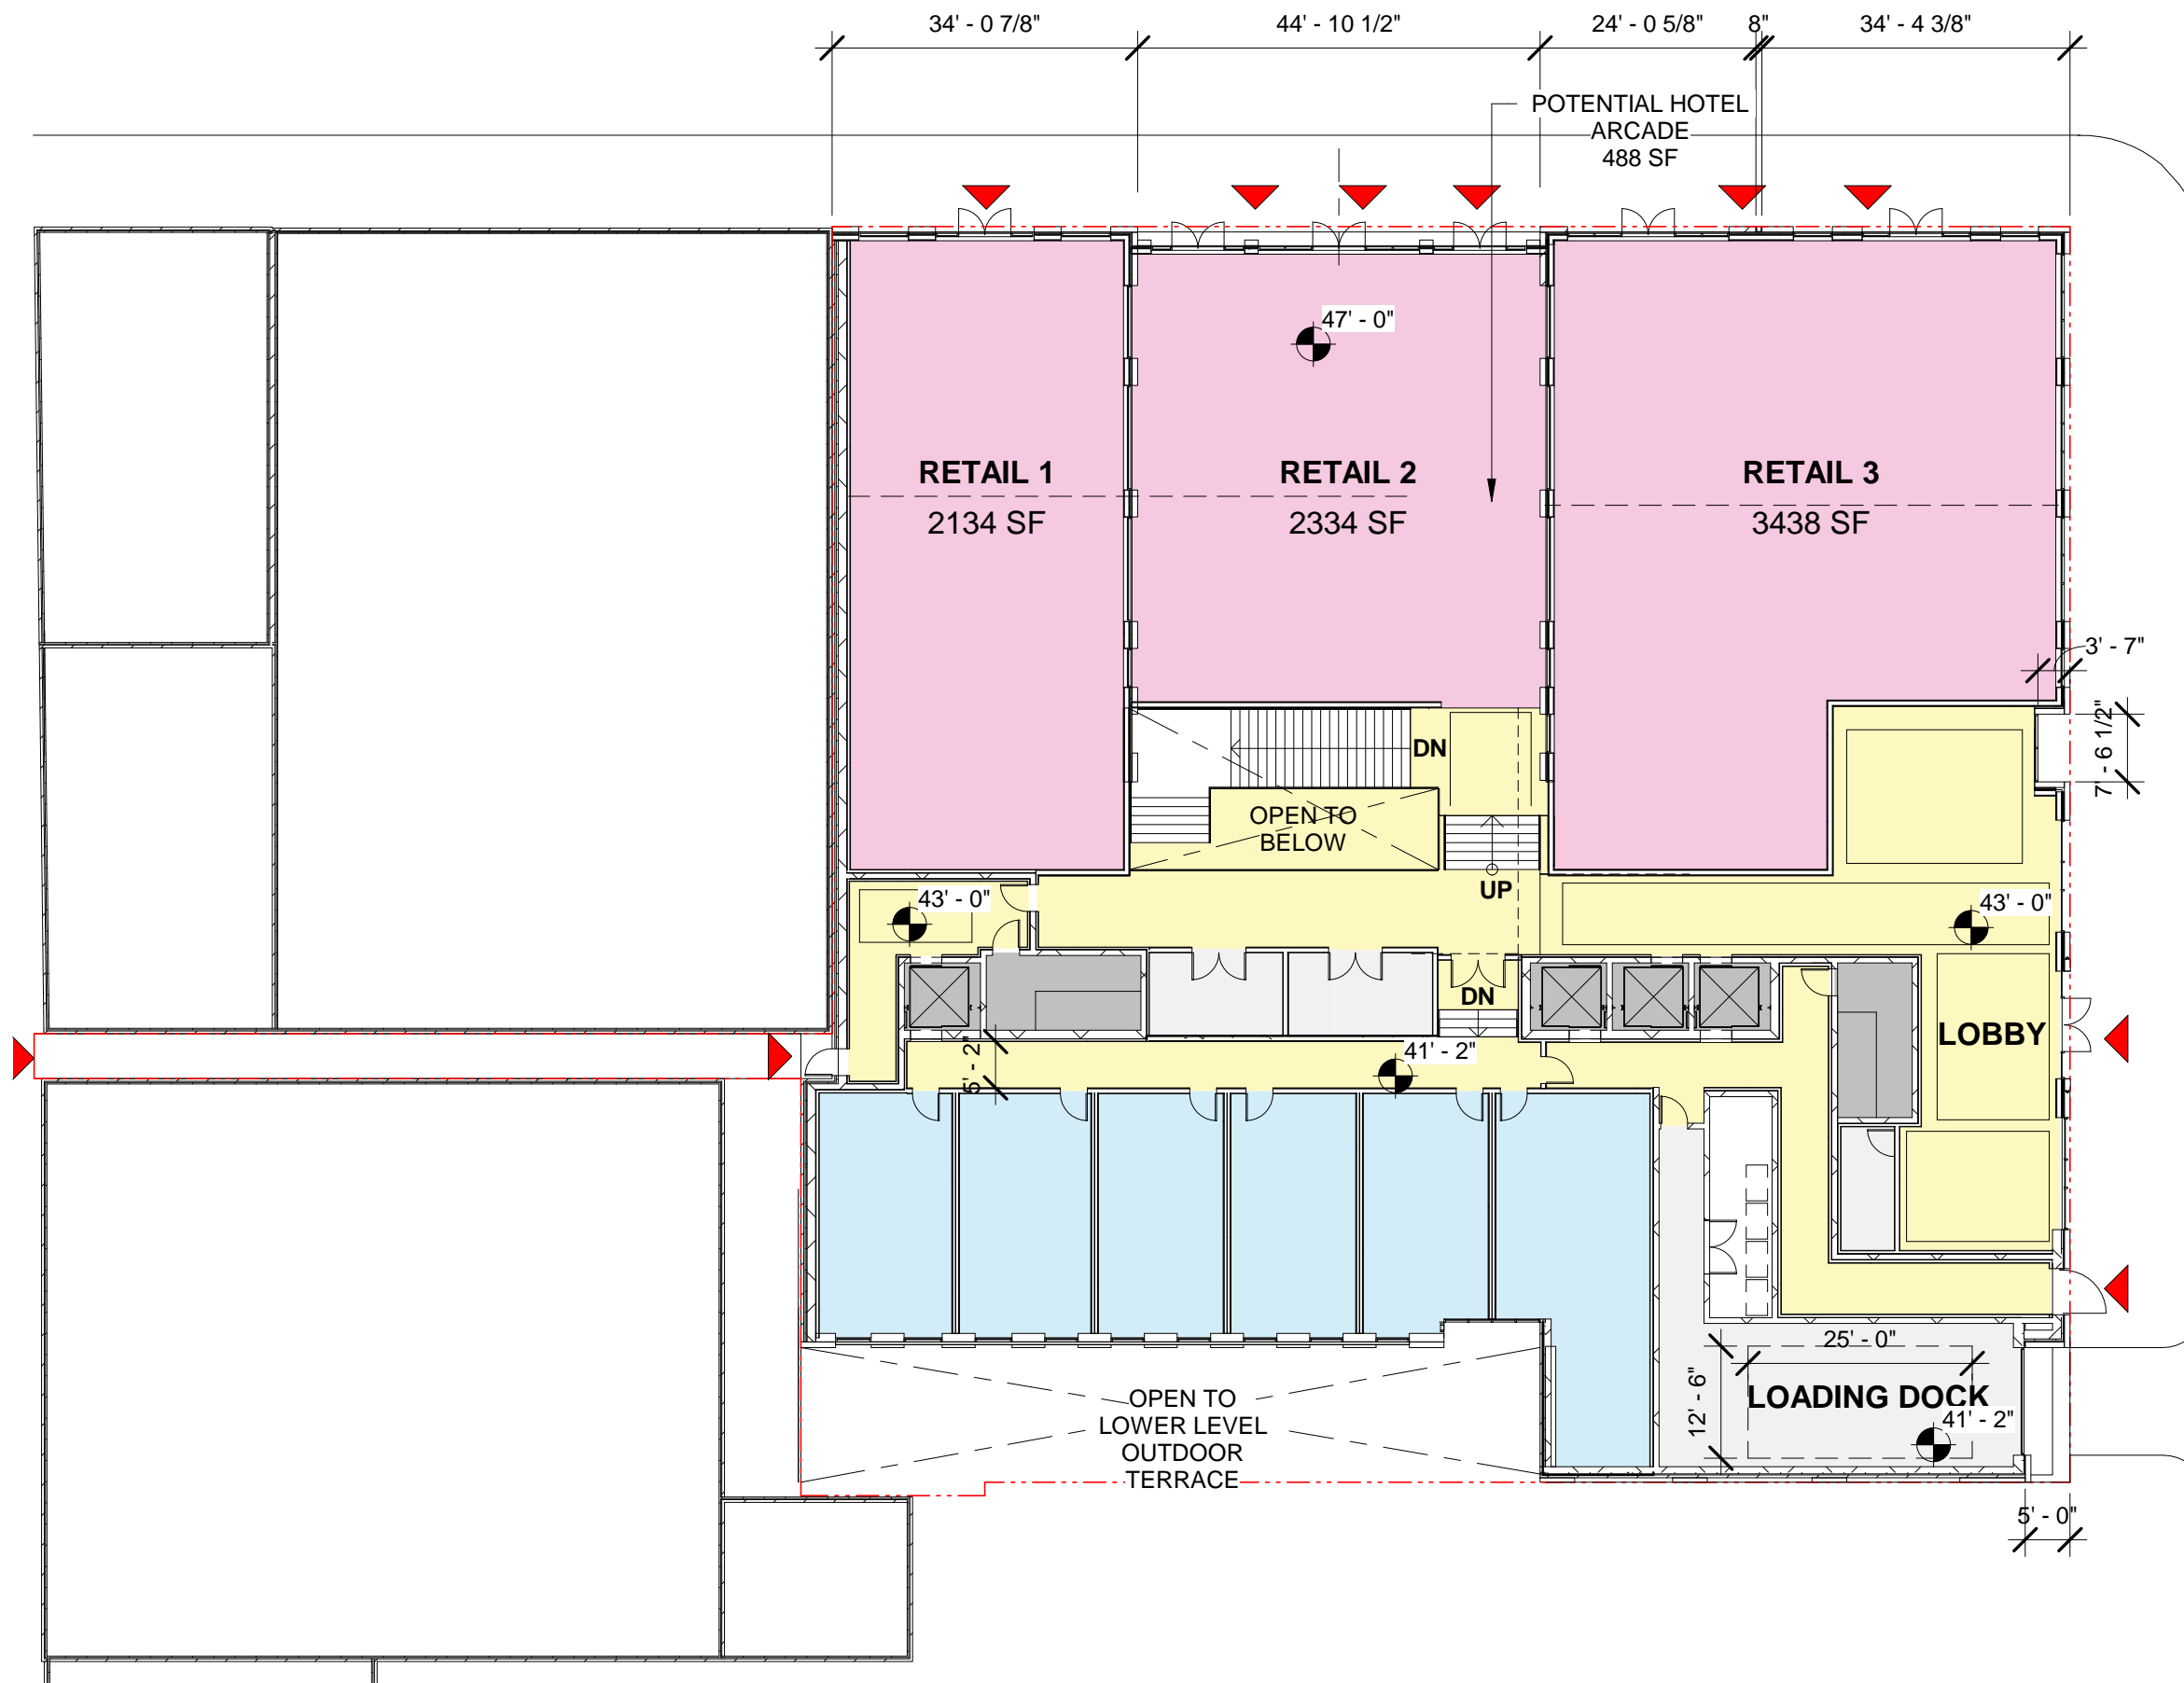 34' - 0 7/8"
44' - 10 1/2"
24' - 0 5/8"
8"
34' - 4 3/8"
POTENTIAL HOTEL
ARCADE
488 SF
47' - 0"
RETAIL 1
2134 SF
RETAIL 2
2334 SF
RETAIL 3
3438 SF
3' - 7"
7' - 6 1/2"
DN
OPEN TO
BELOW
UP
43' - 0"
43' - 0"
DN
LOBBY
5' - 2"
41' - 2"
25' - 0"
12' - 6"
LOADING DOCK
41' - 2"
OPEN TO
LOWER LEVEL
OUTDOOR
TERRACE
5' - 0"